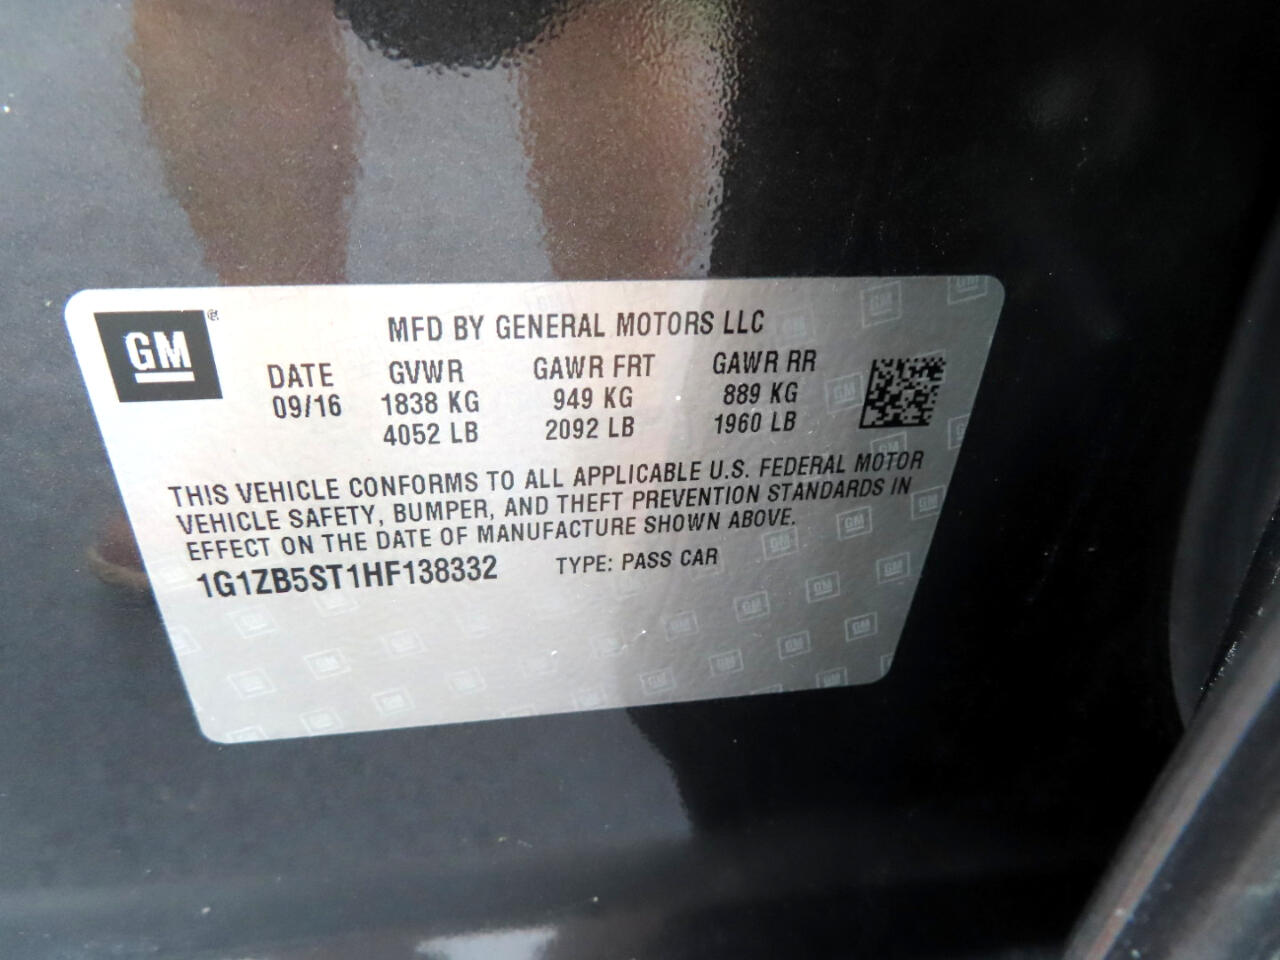 GM®
MFD BY GENERAL MOTORS LLC
DATE GVWR GAWR FRT GAWR RR
09/16 1838 KG 949 KG 889 KG
4052 LB 2092 LB 1960 LB
THIS VEHICLE CONFORMS TO ALL APPLICABLE U.S. FEDERAL MOTOR
VEHICLE SAFETY, BUMPER, AND THEFT PREVENTION STANDARDS IN
EFFECT ON THE DATE OF MANUFACTURE SHOWN ABOVE.
1G1ZB5ST1HF138332 TYPE: PASS CAR